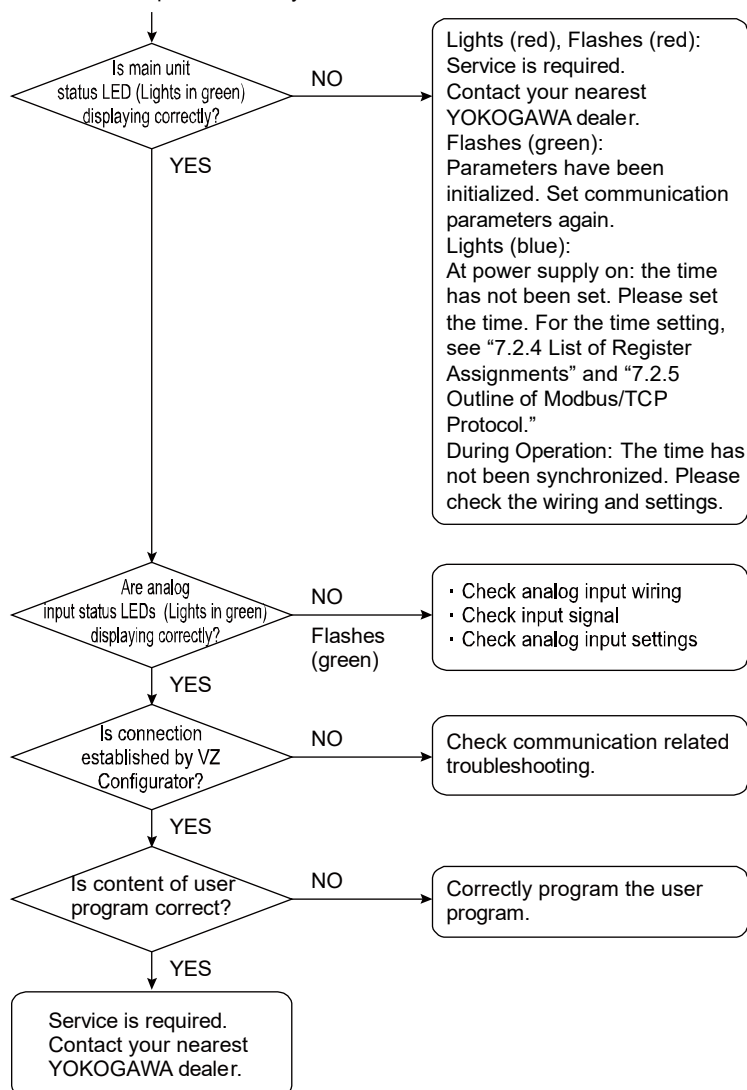 Is main unit
status LED (Lights in green)
displaying correctly?
NO
YES
Lights (red), Flashes (red):
Service is required.
Contact your nearest
YOKOGAWA dealer.
Flashes (green):
Parameters have been
initialized. Set communication
parameters again.
Lights (blue):
At power supply on: the time
has not been set. Please set
the time. For the time setting,
see “7.2.4 List of Register
Assignments” and “7.2.5
Outline of Modbus/TCP
Protocol.”
During Operation: The time has
not been synchronized. Please
check the wiring and settings.
Are analog
input status LEDs (Lights in green)
displaying correctly?
NO
Flashes
(green)
YES
・Check analog input wiring
・Check input signal
・Check analog input settings
Is connection
established by VZ
Configurator?
NO
YES
Check communication related
troubleshooting.
Is content of user
program correct?
NO
YES
Correctly program the user
program.
Service is required.
Contact your nearest
YOKOGAWA dealer.